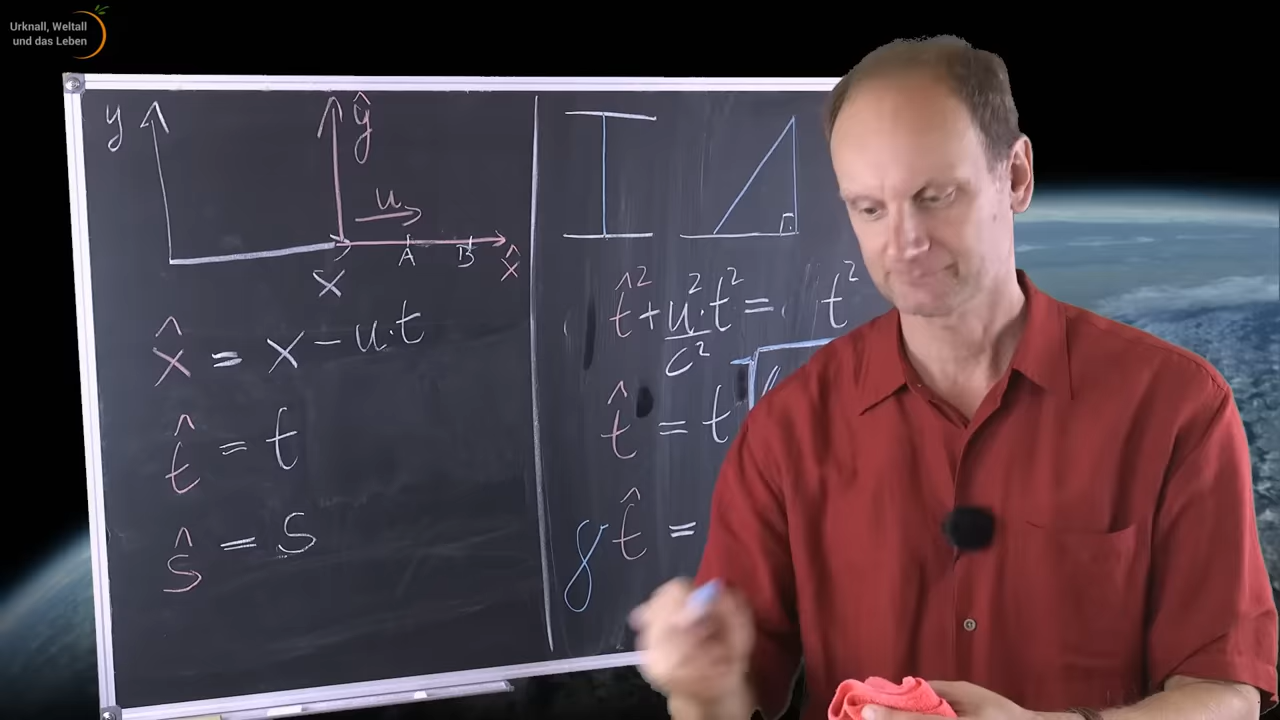 Urknall, Weltall
und das Leben
y
ŷ
u
x
A
B
x̂
x̂ = x - u·t
t̂ = t
ŝ = s
t̂² + u²/c² · t² = t²
t̂ = t √
γ t̂ =